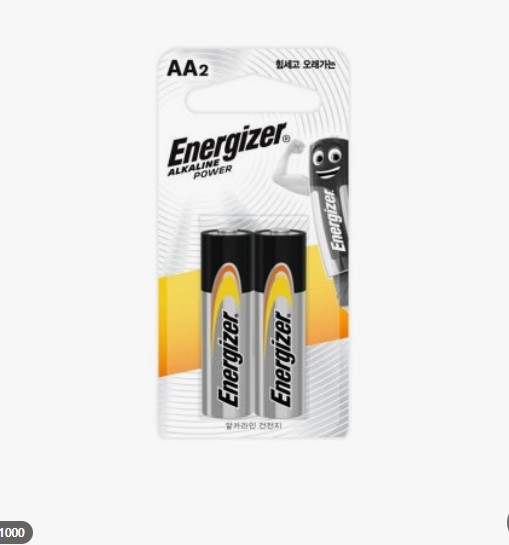 AA2
힘세고 오래가는
Energizer®
ALKALINE
POWER
Energizer
Energizer
Energizer
알카라인 건전지
1000